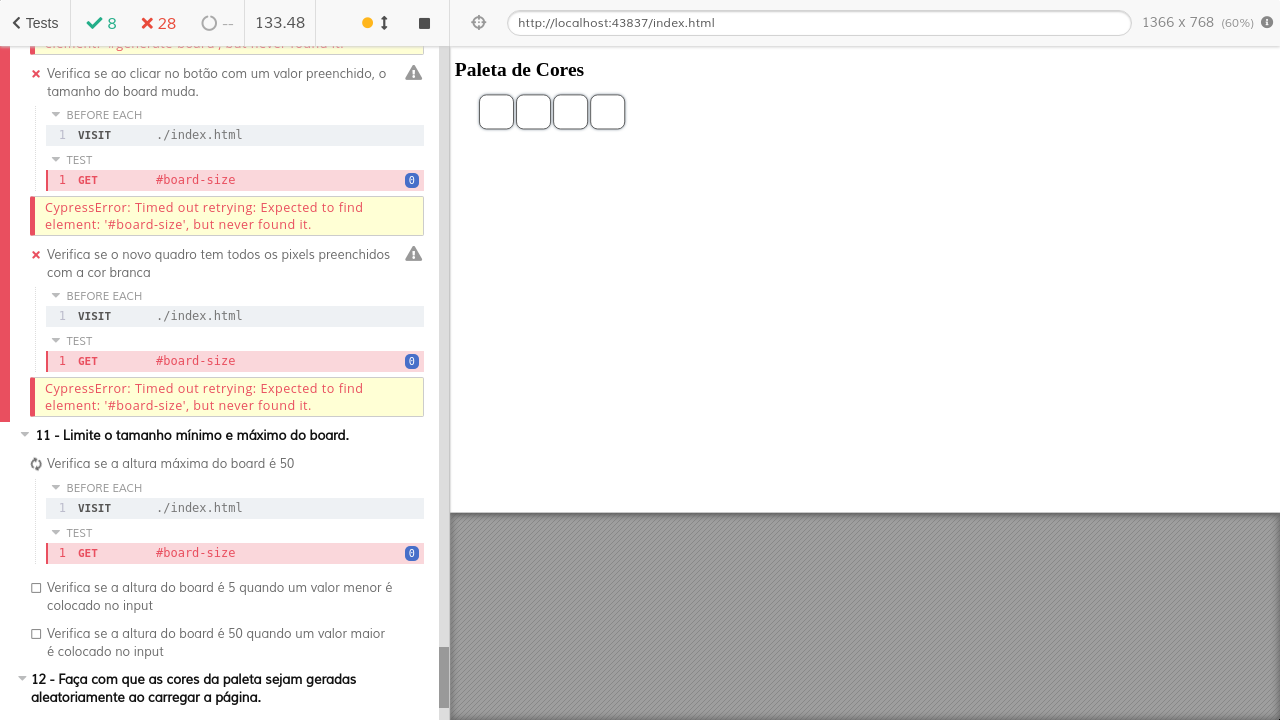 Tests
8
28
--
133.48
http://localhost:43837/index.html
1366 x 768 (60%)
element: '#generate-board', but never found it.
Verifica se ao clicar no botão com um valor preenchido, o
tamanho do board muda.
BEFORE EACH
1 VISIT ./index.html
TEST
1 GET #board-size 0
CypressError: Timed out retrying: Expected to find
element: '#board-size', but never found it.
Verifica se o novo quadro tem todos os pixels preenchidos
com a cor branca
BEFORE EACH
1 VISIT ./index.html
TEST
1 GET #board-size 0
CypressError: Timed out retrying: Expected to find
element: '#board-size', but never found it.
11 - Limite o tamanho mínimo e máximo do board.
Verifica se a altura máxima do board é 50
BEFORE EACH
1 VISIT ./index.html
TEST
1 GET #board-size 0
Verifica se a altura do board é 5 quando um valor menor é
colocado no input
Verifica se a altura do board é 50 quando um valor maior
é colocado no input
12 - Faça com que as cores da paleta sejam geradas
aleatoriamente ao carregar a página.
Paleta de Cores